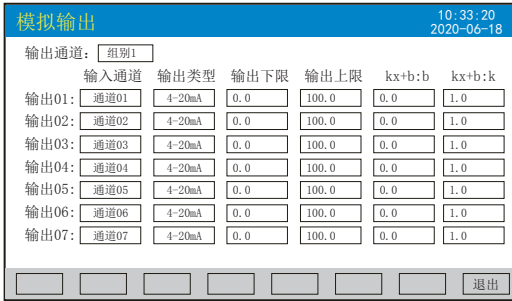 模拟输出
10:33:20
2020-06-18
输出通道: 组别1
输入通道 输出类型 输出下限 输出上限 kx+b:b kx+b:k
输出01: 通道01 4-20mA 0.0 100.0 0.0 1.0
输出02: 通道02 4-20mA 0.0 100.0 0.0 1.0
输出03: 通道03 4-20mA 0.0 100.0 0.0 1.0
输出04: 通道04 4-20mA 0.0 100.0 0.0 1.0
输出05: 通道05 4-20mA 0.0 100.0 0.0 1.0
输出06: 通道06 4-20mA 0.0 100.0 0.0 1.0
输出07: 通道07 4-20mA 0.0 100.0 0.0 1.0
退出